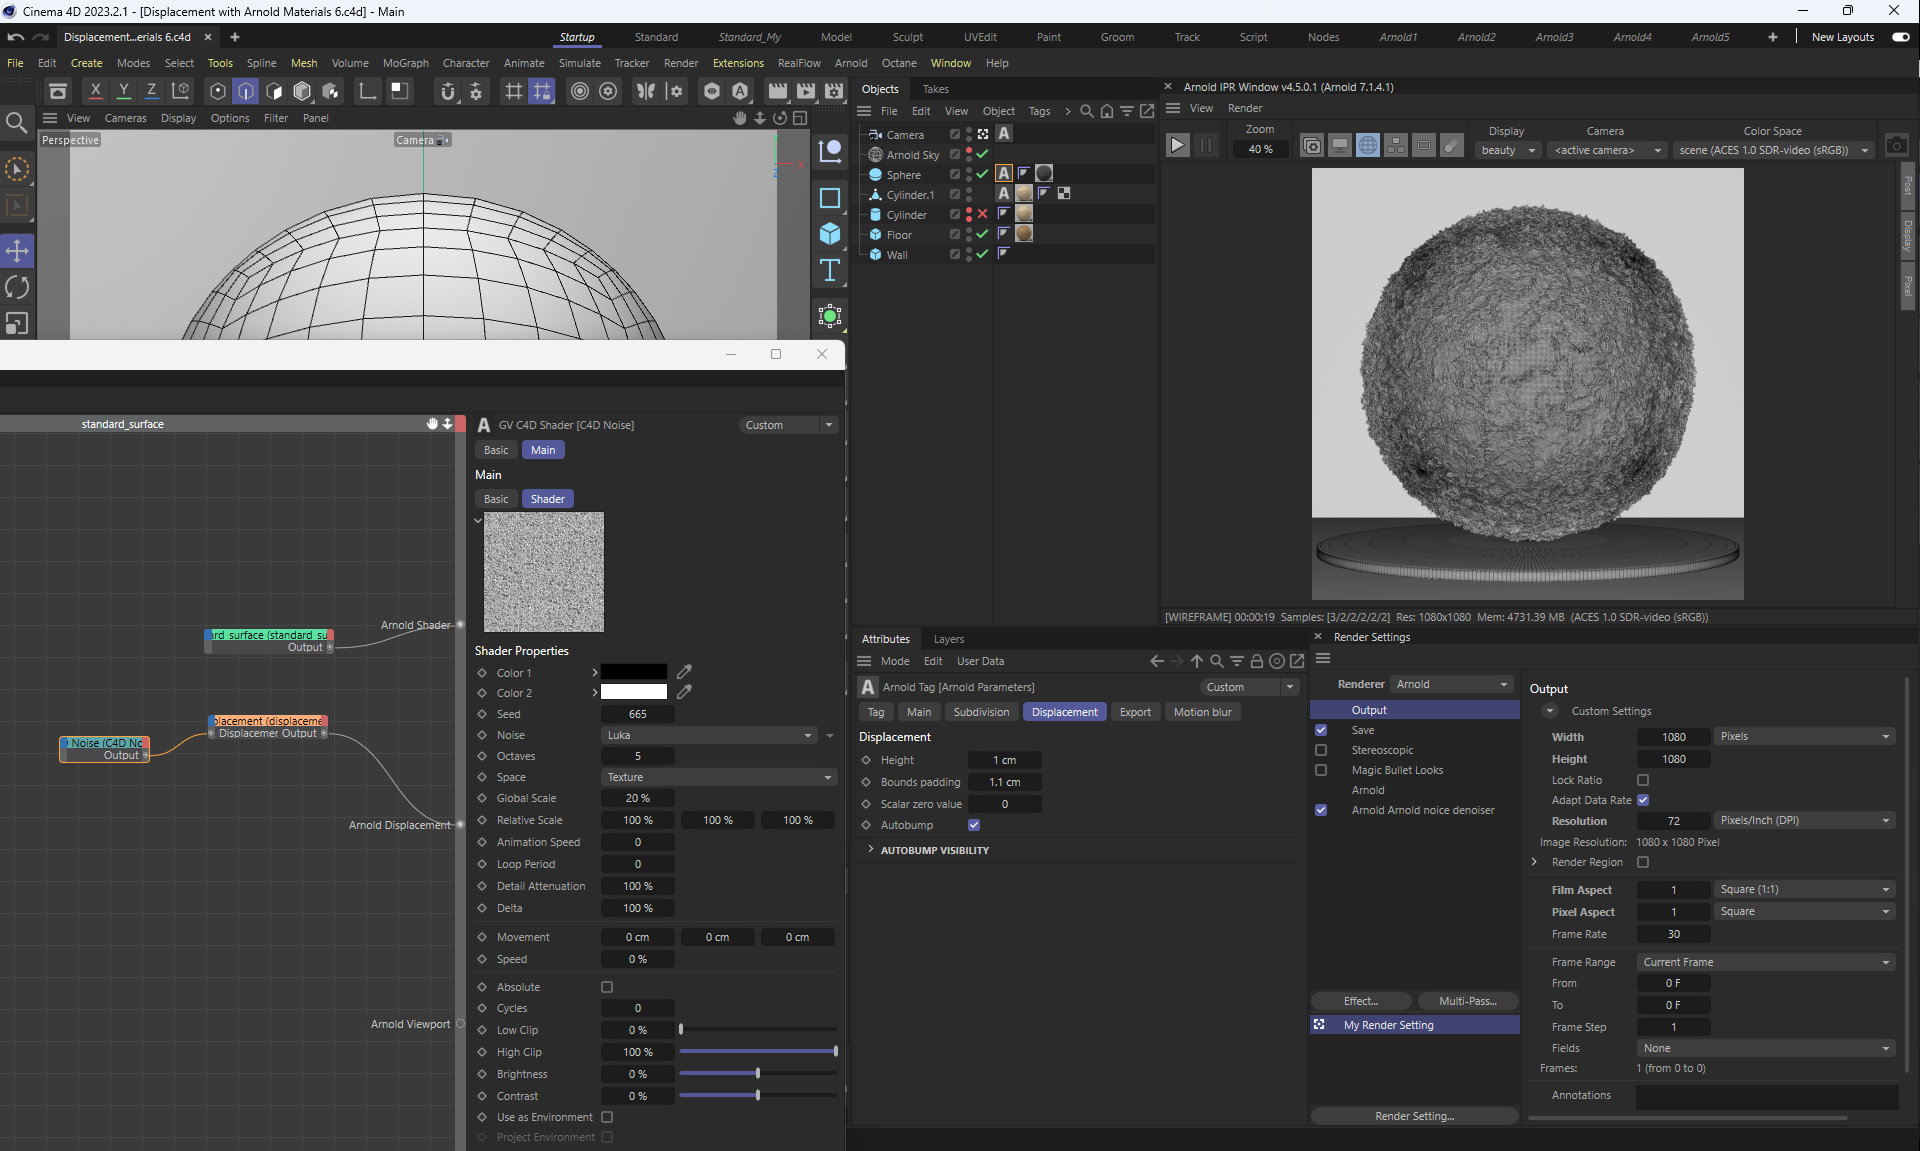 Cinema 4D 2023.2.1 - [Displacement with Arnold Materials 6.c4d] - Main
Displacement...erials 6.c4d
Startup Standard Standard_My Model Sculpt UVEdit Paint Groom Track Script Nodes Arnold1 Arnold2 Arnold3 Arnold4 Arnold5 New Layouts
File Edit Create Modes Select Tools Spline Mesh Volume MoGraph Character Animate Simulate Tracker Render Extensions RealFlow Arnold Octane Window Help
X Y Z
View Cameras Display Options Filter Panel
Perspective
Camera
Objects Takes
File Edit View Object Tags
Camera
Arnold Sky
Sphere
Cylinder.1
Cylinder
Floor
Wall
Arnold IPR Window v4.5.0.1 (Arnold 7.1.4.1)
View Render
Zoom Display Camera Color Space
40 % beauty <active camera> scene (ACES 1.0 SDR-video (sRGB))
Post
Display
Pixel
[WIREFRAME] 00:00:19 Samples: [3/2/2/2/2/2] Res: 1080x1080 Mem: 4731.39 MB (ACES 1.0 SDR-video (sRGB))
standard_surface
Arnold Shader
ard_surface (standard_su
Output
placement (displaceme
Displacemer Output
Noise (C4D No
Output
Arnold Displacement
Arnold Viewport
GV C4D Shader [C4D Noise] Custom
Basic Main
Main
Basic Shader
Shader Properties
Color 1
Color 2
Seed 665
Noise Luka
Octaves 5
Space Texture
Global Scale 20 %
Relative Scale 100 % 100 % 100 %
Animation Speed 0
Loop Period 0
Detail Attenuation 100 %
Delta 100 %
Movement 0 cm 0 cm 0 cm
Speed 0 %
Absolute
Cycles 0
Low Clip 0 %
High Clip 100 %
Brightness 0 %
Contrast 0 %
Use as Environment
Project Environment
Attributes Layers
Mode Edit User Data
Arnold Tag [Arnold Parameters] Custom
Tag Main Subdivision Displacement Export Motion blur
Displacement
Height 1 cm
Bounds padding 1.1 cm
Scalar zero value 0
Autobump
AUTOBUMP VISIBILITY
Render Settings
Renderer Arnold
Output
Save
Stereoscopic
Magic Bullet Looks
Arnold
Arnold Arnold noice denoiser
Effect... Multi-Pass...
My Render Setting
Render Setting...
Output
Custom Settings
Width 1080 Pixels
Height 1080
Lock Ratio
Adapt Data Rate
Resolution 72 Pixels/Inch (DPI)
Image Resolution: 1080 x 1080 Pixel
Render Region
Film Aspect 1 Square (1:1)
Pixel Aspect 1 Square
Frame Rate 30
Frame Range Current Frame
From 0 F
To 0 F
Frame Step 1
Fields None
Frames: 1 (from 0 to 0)
Annotations